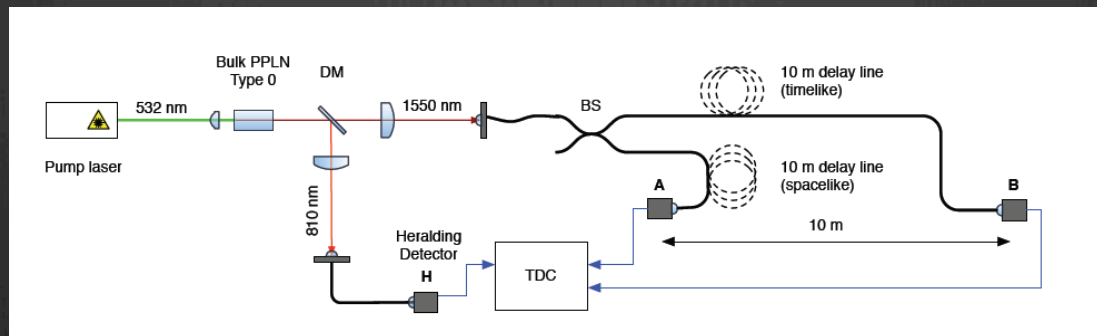 Bulk PPLN
Type 0
DM
532 nm
1550 nm
BS
10 m delay line
(timelike)
Pump laser
810 nm
10 m delay line
(spacelike)
A
B
10 m
Heralding
Detector
H
TDC